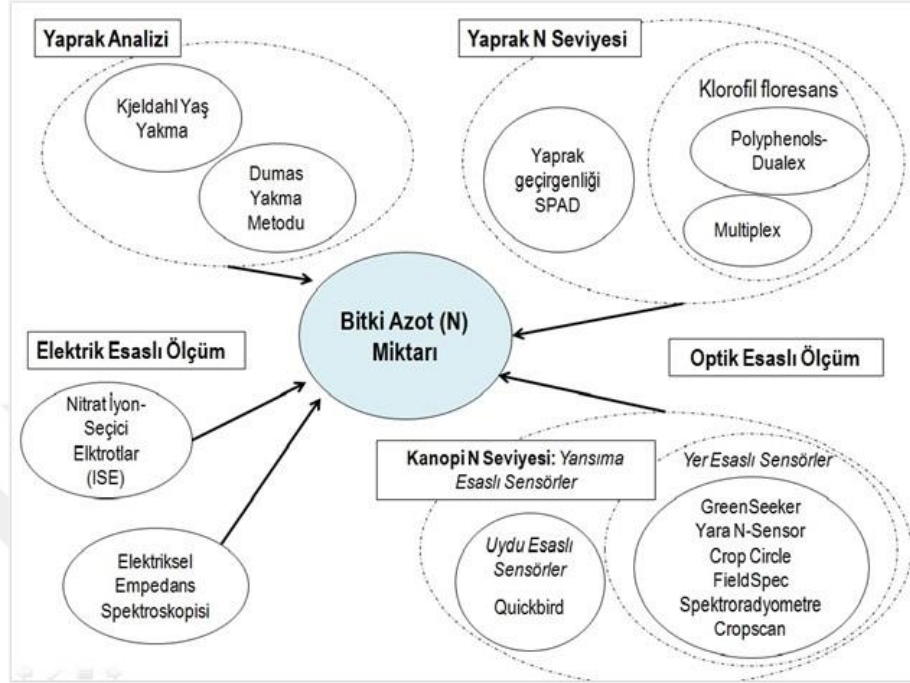 Yaprak Analizi
Kjeldahl Yaş
Yakma
Dumas
Yakma
Metodu
Yaprak N Seviyesi
Klorofil floresans
Yaprak
geçirgenliği
SPAD
Polyphenols-
Dualex
Multiplex
Bitki Azot (N)
Miktarı
Elektrik Esaslı Ölçüm
Nitrat İyon-
Seçici
Elktrotlar
(ISE)
Elektriksel
Empedans
Spektroskopisi
Optik Esaslı Ölçüm
Kanopi N Seviyesi: Yansıma
Esaslı Sensörler
Uydu Esaslı
Sensörler
Quickbird
Yer Esaslı Sensörler
GreenSeeker
Yara N-Sensor
Crop Circle
FieldSpec
Spektroradyometre
Cropscan